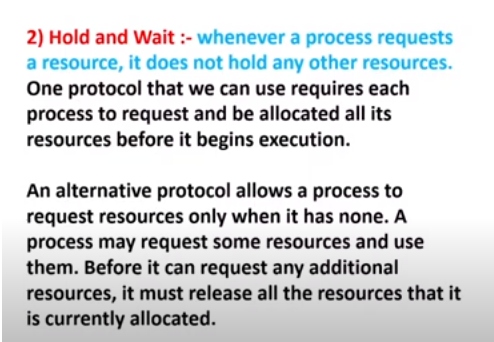 2) Hold and Wait :- whenever a process requests
a resource, it does not hold any other resources.
One protocol that we can use requires each
process to request and be allocated all its
resources before it begins execution.
An alternative protocol allows a process to
request resources only when it has none. A
process may request some resources and use
them. Before it can request any additional
resources, it must release all the resources that it
is currently allocated.